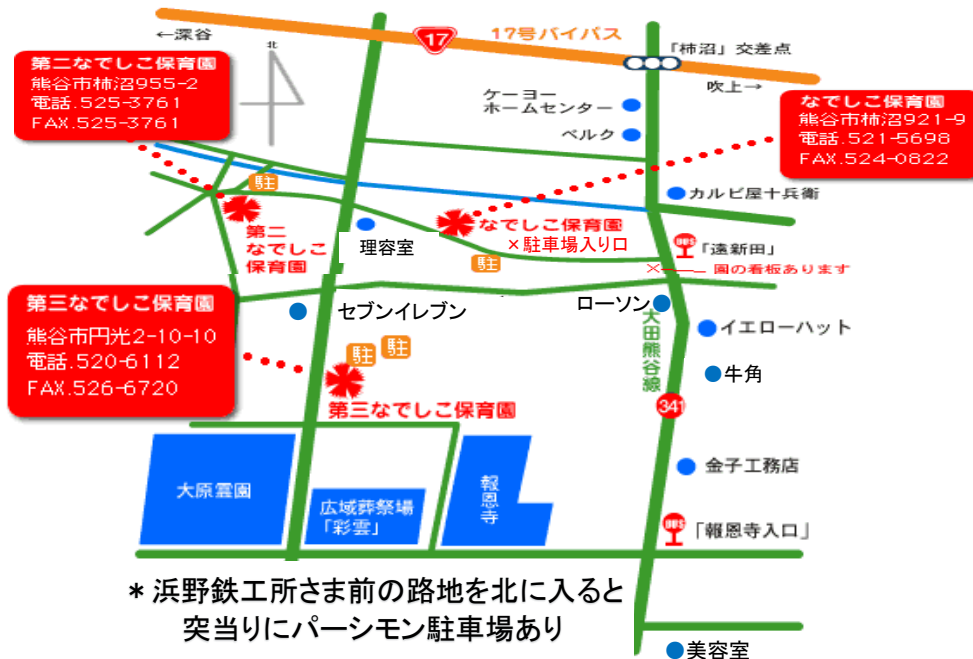 17
17号バイパス
←深谷
北
「柿沼」交差点
吹上→
第二なでしこ保育園
熊谷市柿沼955-2
電話.525-3761
FAX.525-3761
ケーヨー
ホームセンター
ベルク
なでしこ保育園
熊谷市柿沼921-9
電話.521-5698
FAX.524-0822
駐
カルビ屋十兵衛
第二
なでしこ
保育園
理容室
なでしこ保育園
×駐車場入り口
駐
BUS
「遠新田」
×ーーー 園の看板あります
第三なでしこ保育園
熊谷市円光2-10-10
電話.520-6112
FAX.526-6720
セブンイレブン
ローソン
大田熊谷線
イエローハット
駐
駐
牛角
第三なでしこ保育園
341
大原霊園
広域葬祭場
「彩雲」
報恩寺
金子工務店
BUS
「報恩寺入口」
*浜野鉄工所さま前の路地を北に入ると
突当りにパーシモン駐車場あり
美容室